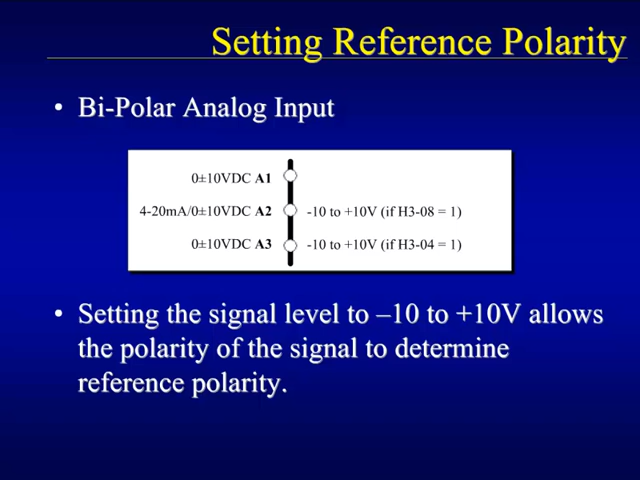 Setting Reference Polarity
• Bi-Polar Analog Input
0±10VDC A1
4-20mA/0±10VDC A2 -10 to +10V (if H3-08 = 1)
0±10VDC A3 -10 to +10V (if H3-04 = 1)
• Setting the signal level to –10 to +10V allows
the polarity of the signal to determine
reference polarity.